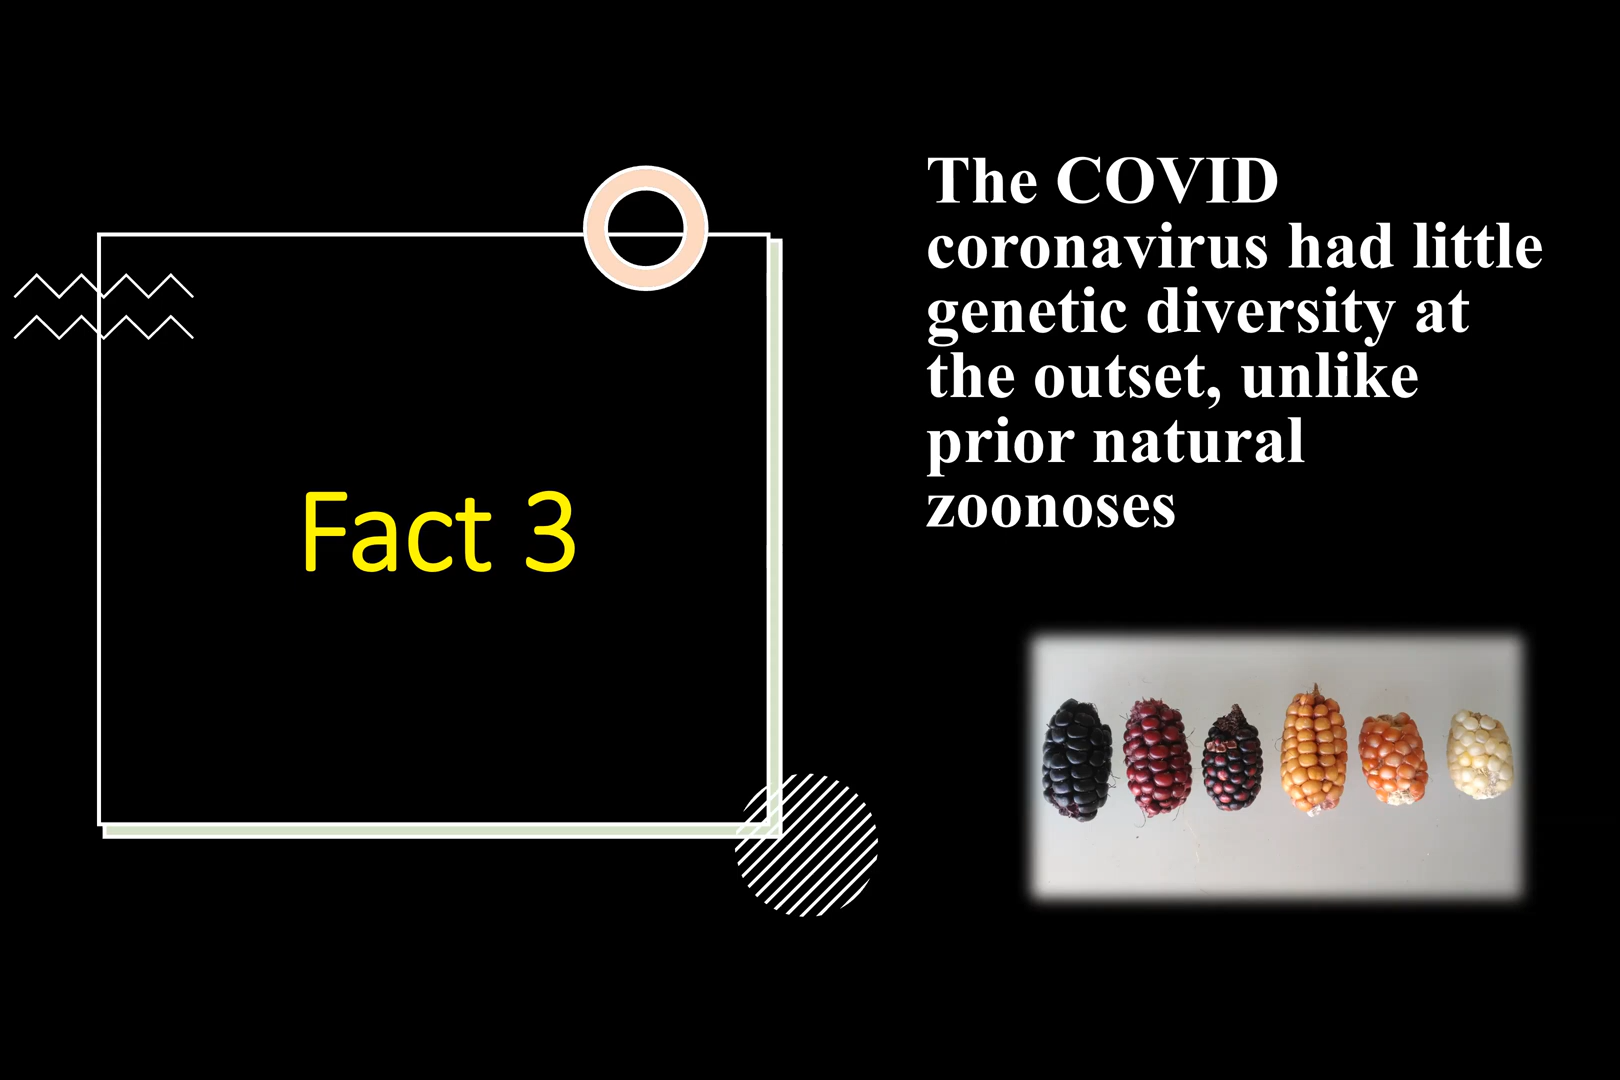 Fact 3
The COVID
coronavirus had little
genetic diversity at
the outset, unlike
prior natural
zoonoses